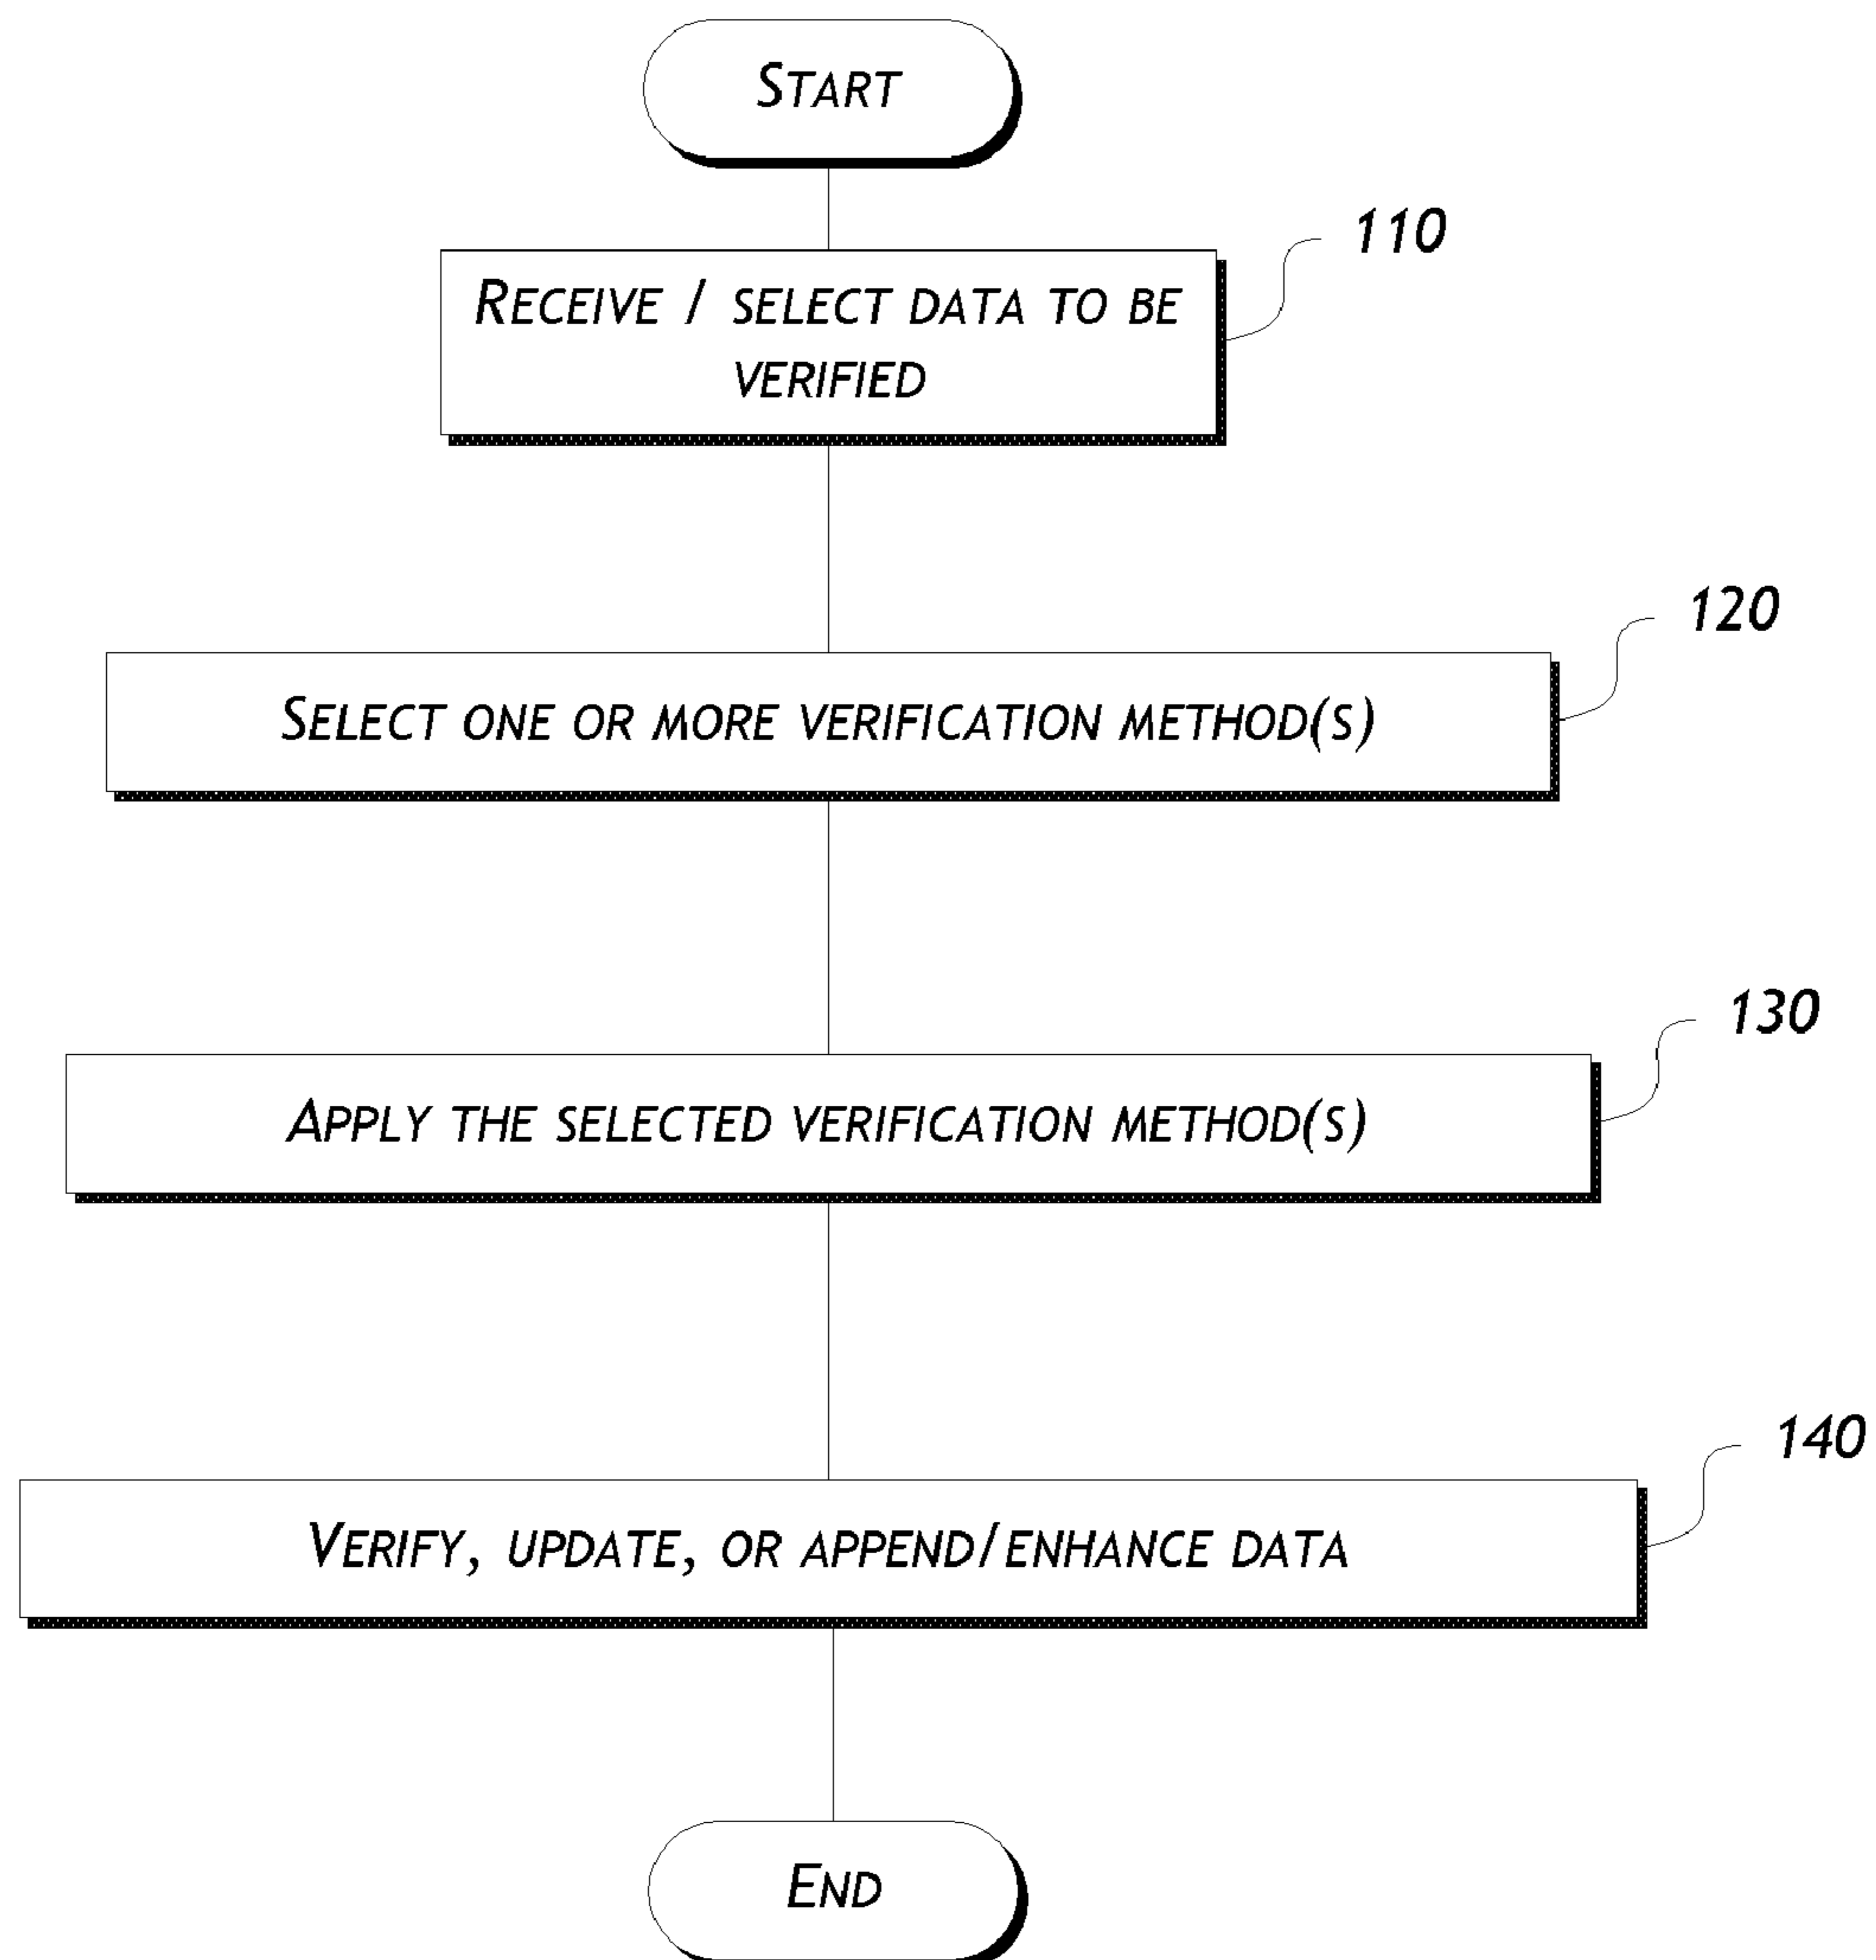 START
110
RECEIVE / SELECT DATA TO BE
VERIFIED
120
SELECT ONE OR MORE VERIFICATION METHOD(S)
130
APPLY THE SELECTED VERIFICATION METHOD(S)
140
VERIFY, UPDATE, OR APPEND/ENHANCE DATA
END